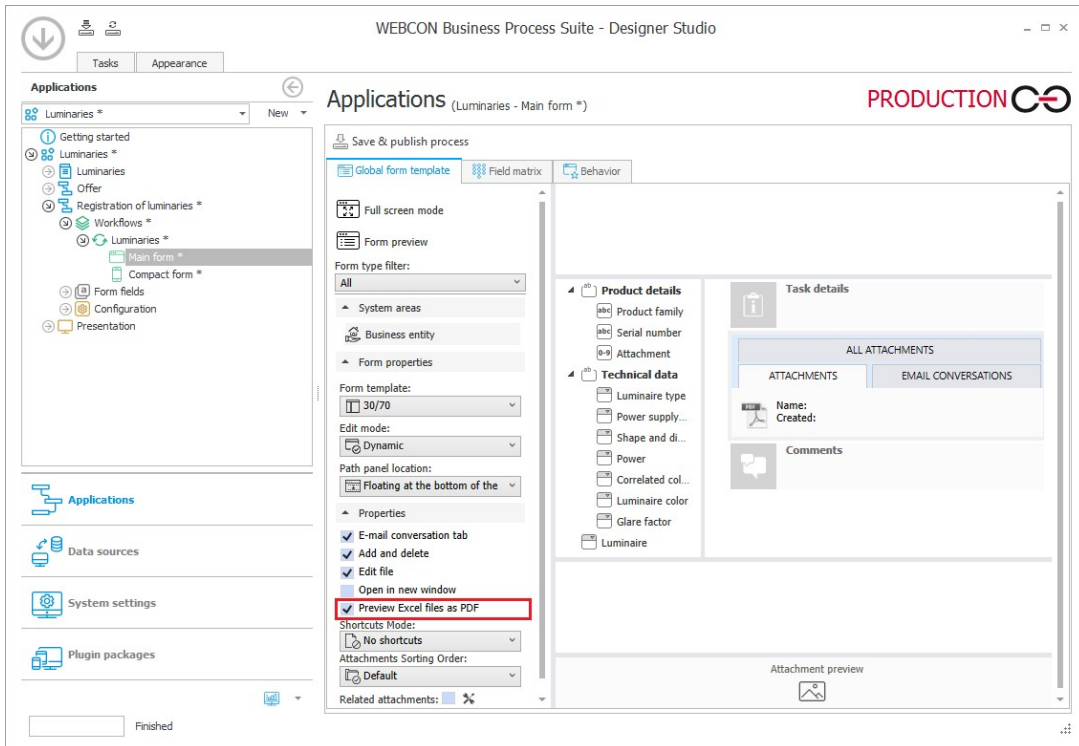 WEBCON Business Process Suite - Designer Studio
Tasks Appearance
Applications
Luminaries * New
Getting started
Luminaries *
Luminaries
Offer
Registration of luminaries *
Workflows *
Luminaries *
Main form *
Compact form *
Form fields
Configuration
Presentation
Applications
Data sources
System settings
Plugin packages
Finished
Applications (Luminaries - Main form *)
PRODUCTION
Save & publish process
Global form template Field matrix Behavior
Full screen mode
Form preview
Form type filter:
All
System areas
Business entity
Form properties
Form template:
30/70
Edit mode:
Dynamic
Path panel location:
Floating at the bottom of the
Properties
E-mail conversation tab
Add and delete
Edit file
Open in new window
Preview Excel files as PDF
Shortcuts Mode:
No shortcuts
Attachments Sorting Order:
Default
Related attachments:
Product details
Product family
Serial number
Attachment
Technical data
Luminaire type
Power supply...
Shape and di...
Power
Correlated col...
Luminaire color
Glare factor
Luminaire
Task details
ALL ATTACHMENTS
ATTACHMENTS EMAIL CONVERSATIONS
Name:
Created:
Comments
Attachment preview